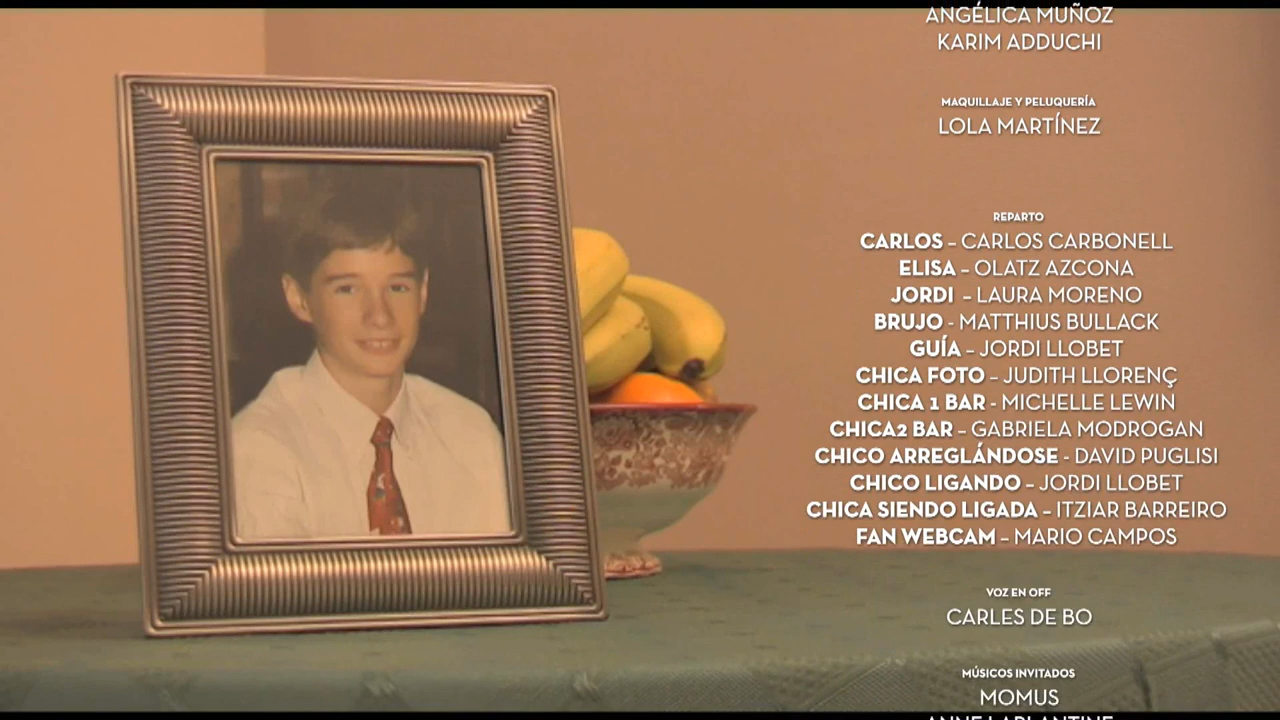 ANGÉLICA MUÑOZ
KARIM ADDUCHI
MAQUILLAJE Y PELUQUERÍA
LOLA MARTÍNEZ
REPARTO
CARLOS – CARLOS CARBONELL
ELISA – OLATZ AZCONA
JORDI – LAURA MORENO
BRUJO - MATTHIUS BULLACK
GUÍA – JORDI LLOBET
CHICA FOTO – JUDITH LLORENÇ
CHICA 1 BAR - MICHELLE LEWIN
CHICA2 BAR – GABRIELA MODROGAN
CHICO ARREGLÁNDOSE - DAVID PUGLISI
CHICO LIGANDO – JORDI LLOBET
CHICA SIENDO LIGADA – ITZIAR BARREIRO
FAN WEBCAM – MARIO CAMPOS
VOZ EN OFF
CARLES DE BO
MÚSICOS INVITADOS
MOMUS
ANNE LAPLANTINE